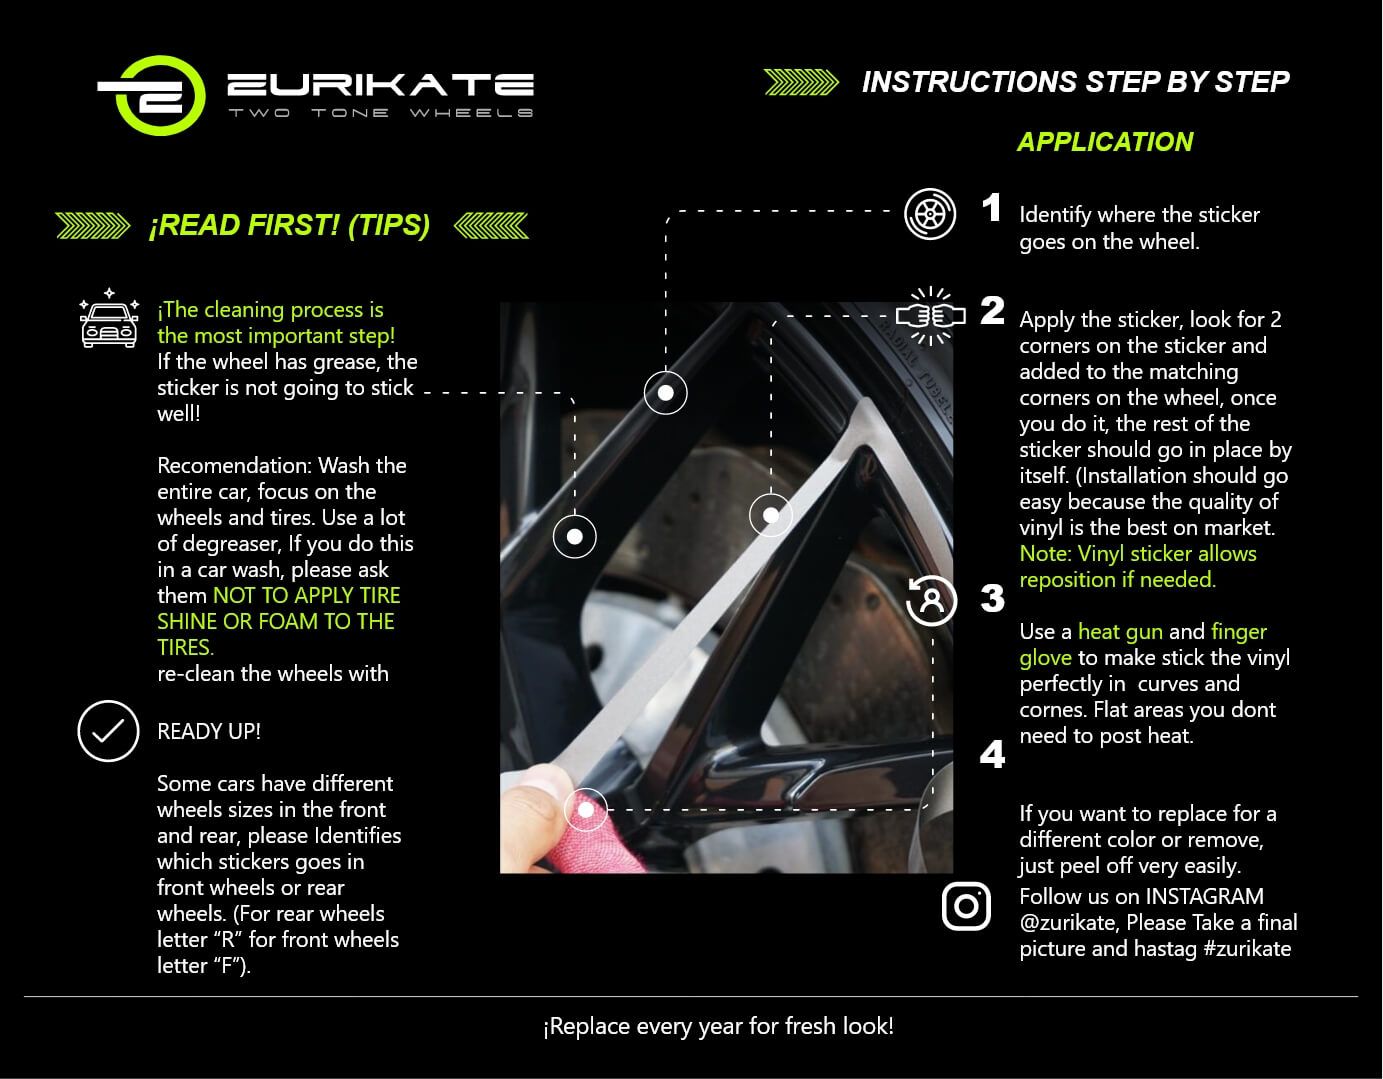 ZURIKATE
TWO TONE WHEELS
¡READ FIRST! (TIPS)
¡The cleaning process is
the most important step!
If the wheel has grease, the
sticker is not going to stick
well!
Recomendation: Wash the
entire car, focus on the
wheels and tires. Use a lot
of degreaser, If you do this
in a car wash, please ask
them NOT TO APPLY TIRE
SHINE OR FOAM TO THE
TIRES.
re-clean the wheels with
READY UP!
Some cars have different
wheels sizes in the front
and rear, please Identifies
which stickers goes in
front wheels or rear
wheels. (For rear wheels
letter “R” for front wheels
letter “F”).
INSTRUCTIONS STEP BY STEP
APPLICATION
1
Identify where the sticker
goes on the wheel.
2
Apply the sticker, look for 2
corners on the sticker and
added to the matching
corners on the wheel, once
you do it, the rest of the
sticker should go in place by
itself. (Installation should go
easy because the quality of
vinyl is the best on market.
Note: Vinyl sticker allows
reposition if needed.
3
Use a heat gun and finger
glove to make stick the vinyl
perfectly in curves and
cornes. Flat areas you dont
need to post heat.
4
If you want to replace for a
different color or remove,
just peel off very easily.
Follow us on INSTAGRAM
@zurikate, Please Take a final
picture and hastag #zurikate
RADIAL TUBELE
¡Replace every year for fresh look!